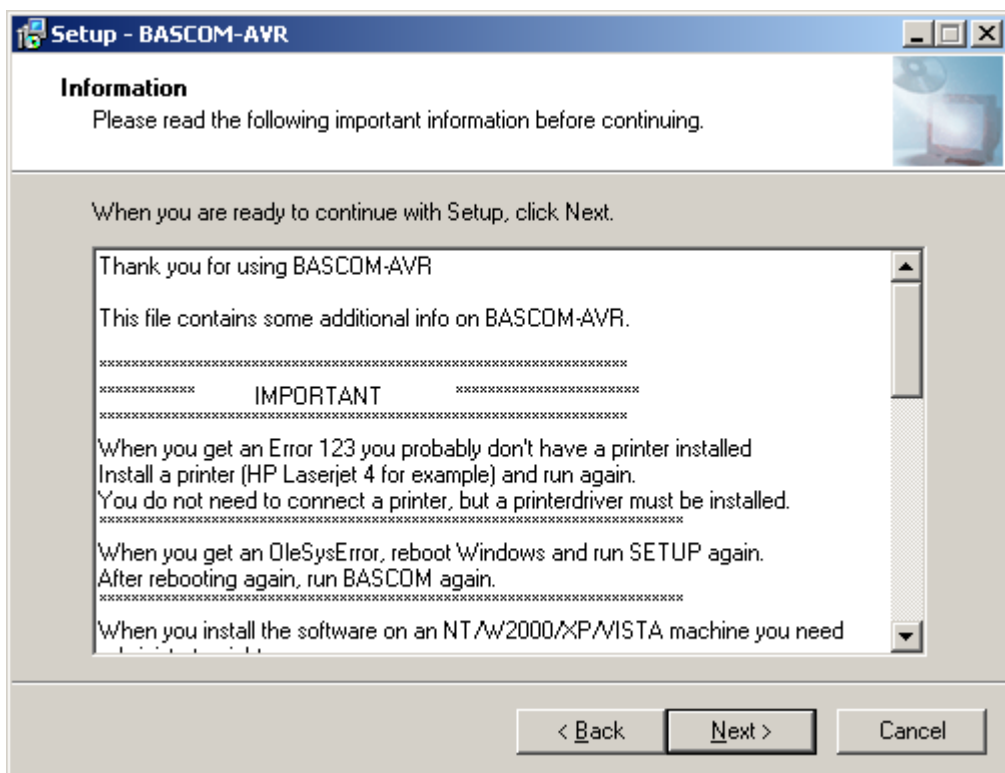 Setup - BASCOM-AVR
Information
Please read the following important information before continuing.
When you are ready to continue with Setup, click Next.
Thank you for using BASCOM-AVR
This file contains some additional info on BASCOM-AVR.
******************************************************************
************ IMPORTANT ***********************
******************************************************************
When you get an Error 123 you probably don't have a printer installed
Install a printer (HP Laserjet 4 for example) and run again.
You do not need to connect a printer, but a printerdriver must be installed.
*************************************************************************
When you get an OleSysError, reboot Windows and run SETUP again.
After rebooting again, run BASCOM again.
*************************************************************************
When you install the software on an NT/W2000/XP/VISTA machine you need
< Back Next > Cancel